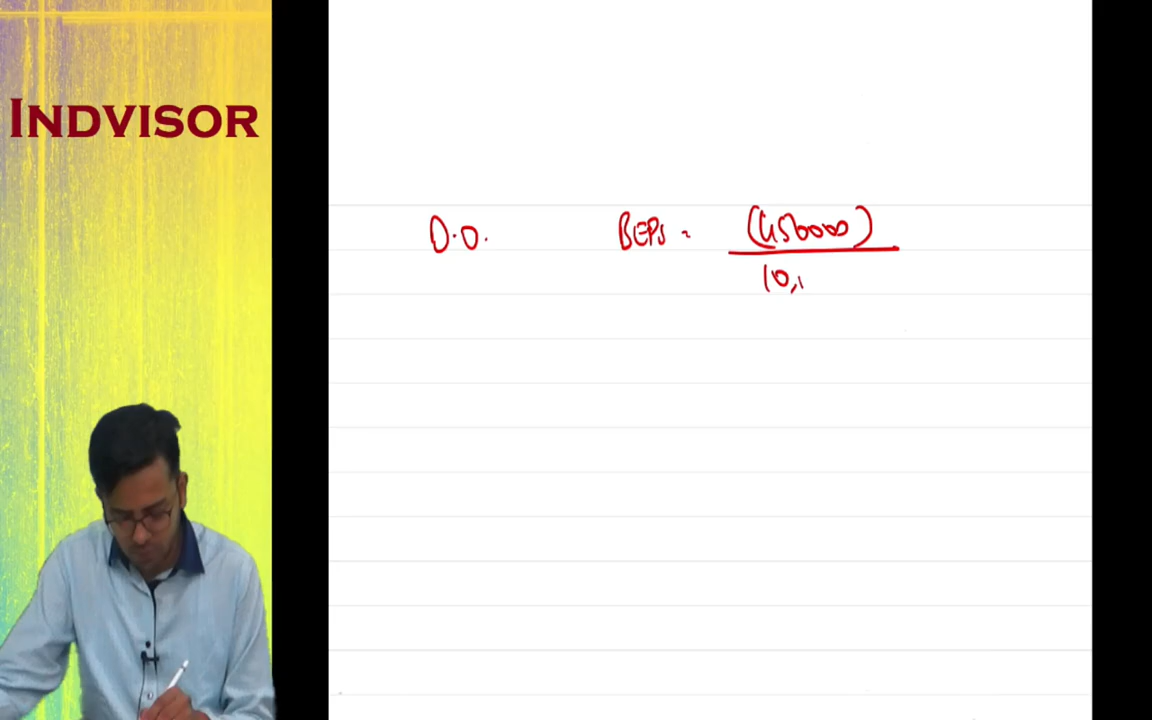 INDVISOR
D.O. BEPS = (450000)
10,